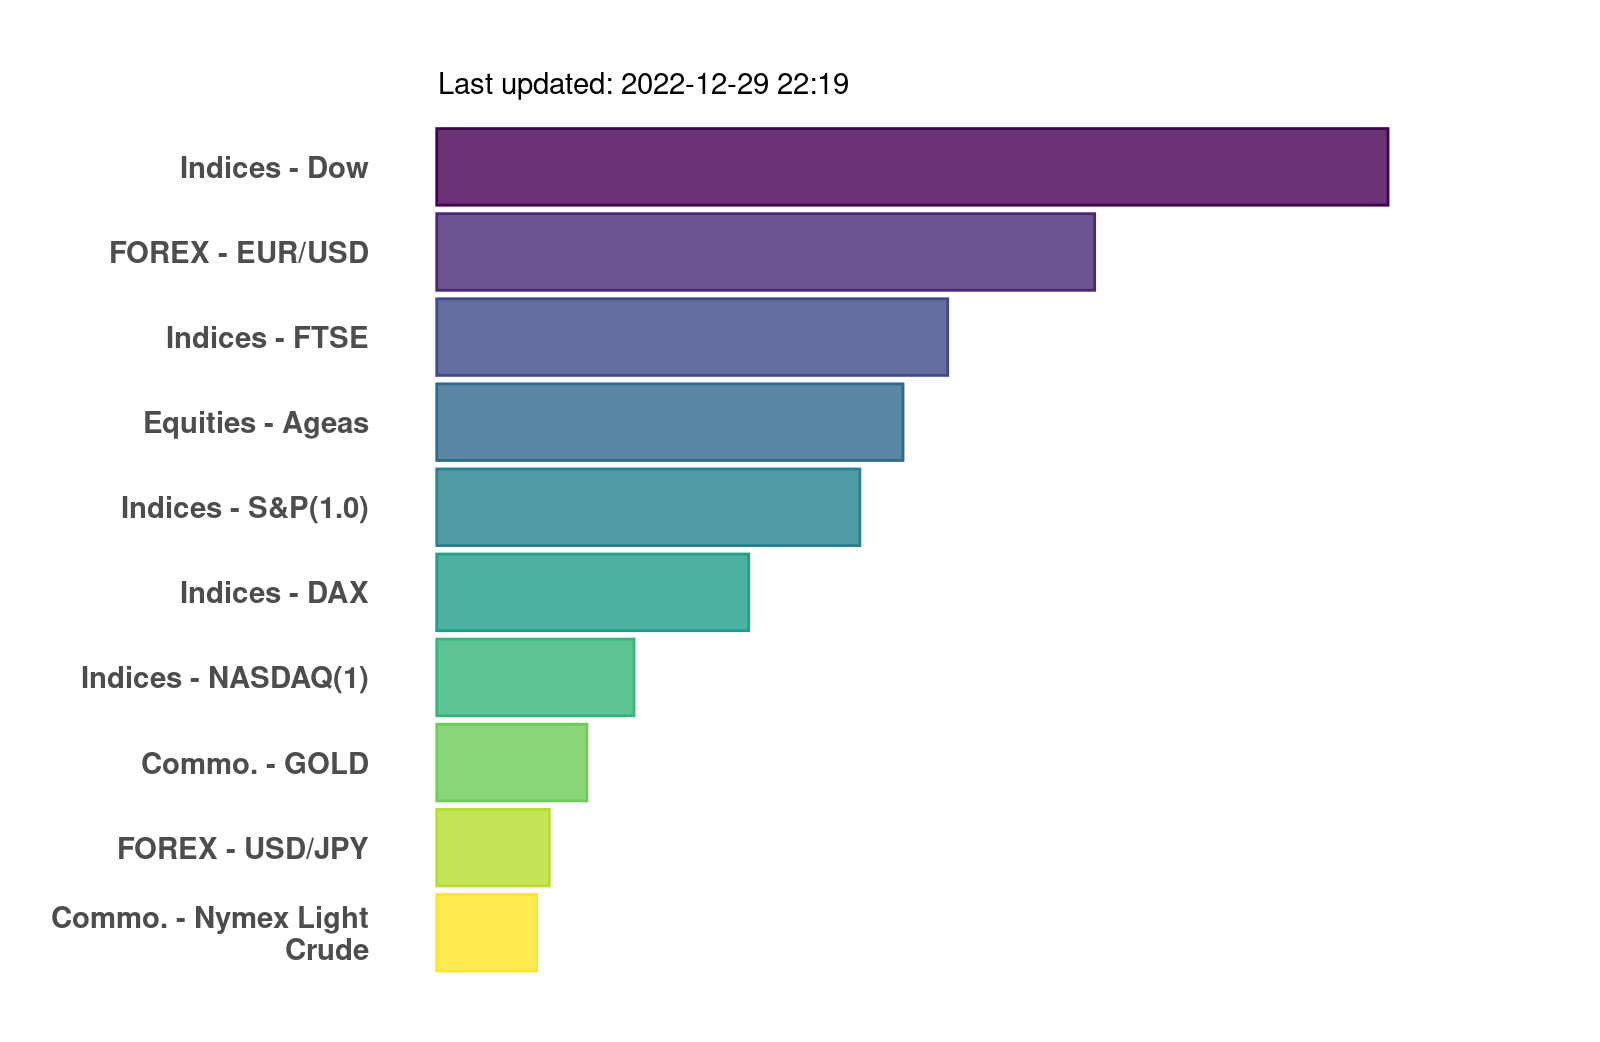 Last updated: 2022-12-29 22:19
Indices - Dow
FOREX - EUR/USD
Indices - FTSE
Equities - Ageas
Indices - S&P(1.0)
Indices - DAX
Indices - NASDAQ(1)
Commo. - GOLD
FOREX - USD/JPY
Commo. - Nymex Light
Crude